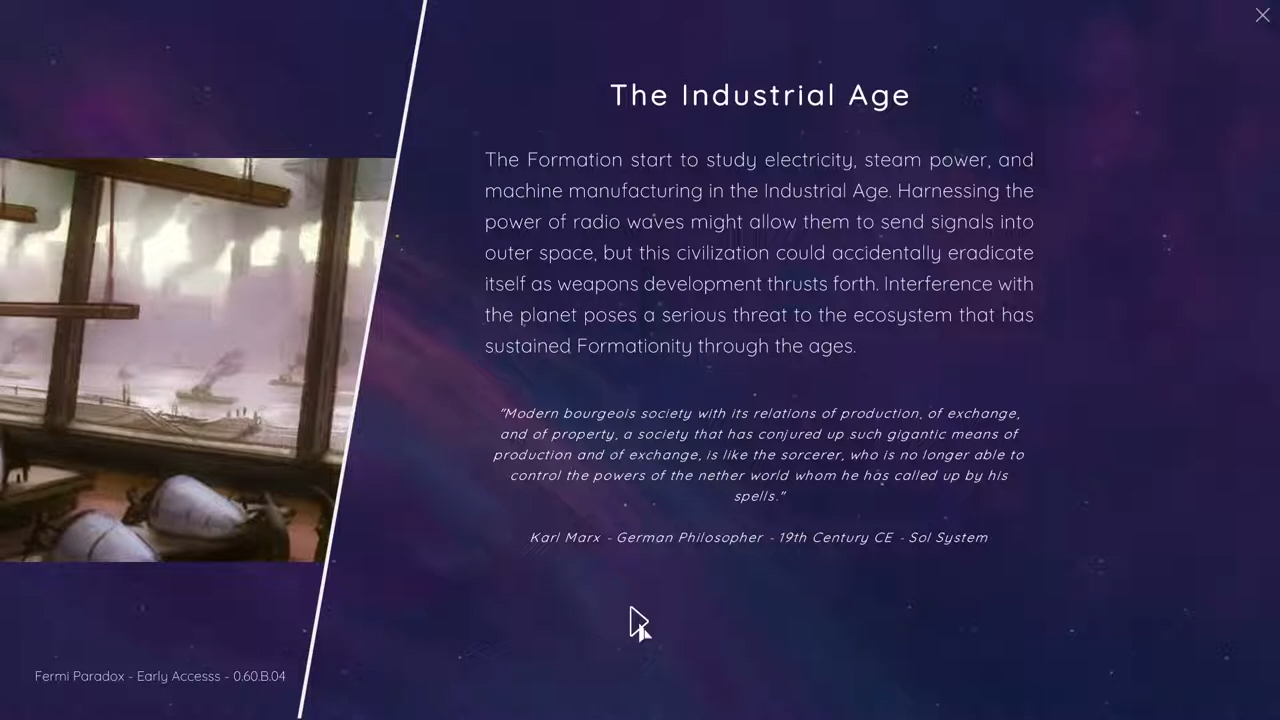 The Industrial Age
The Formation start to study electricity, steam power, and
machine manufacturing in the Industrial Age. Harnessing the
power of radio waves might allow them to send signals into
outer space, but this civilization could accidentally eradicate
itself as weapons development thrusts forth. Interference with
the planet poses a serious threat to the ecosystem that has
sustained Formationity through the ages.
"Modern bourgeois society with its relations of production, of exchange,
and of property, a society that has conjured up such gigantic means of
production and of exchange, is like the sorcerer, who is no longer able to
control the powers of the nether world whom he has called up by his
spells."
Karl Marx - German Philosopher - 19th Century CE - Sol System
Fermi Paradox - Early Accesss - 0.60.B.04